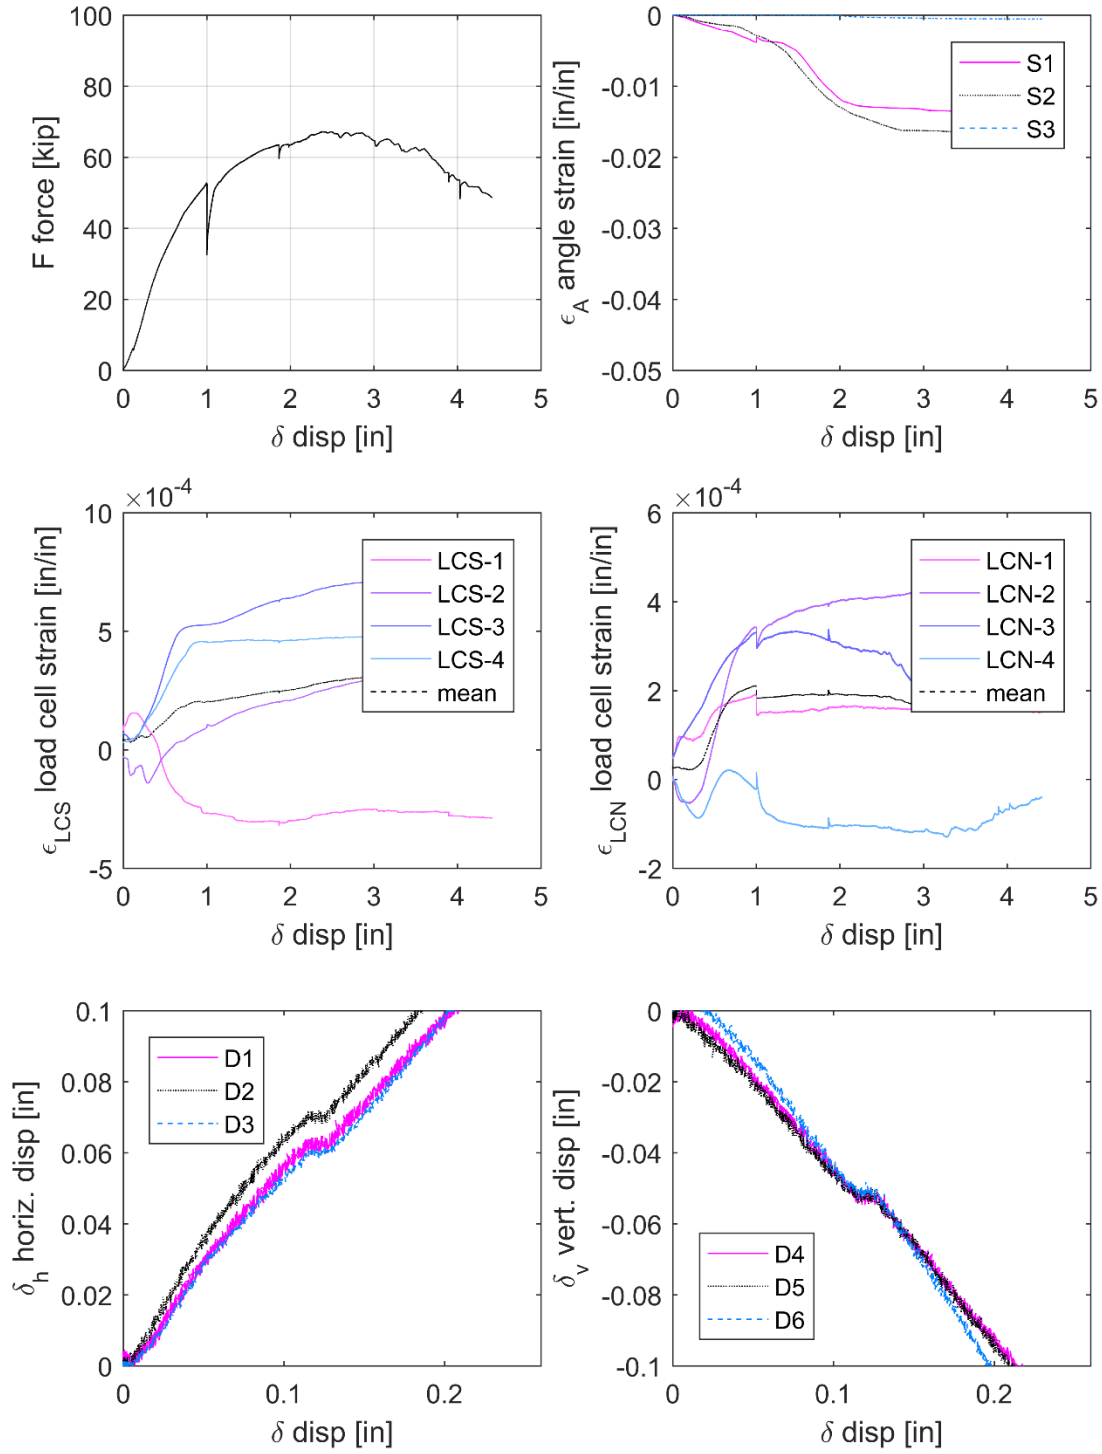 100
80
60
40
20
0
F force [kip]
0 1 2 3 4 5
δ disp [in]
0
-0.01
-0.02
-0.03
-0.04
-0.05
ϵA angle strain [in/in]
S1
S2
S3
0 1 2 3 4 5
δ disp [in]
×10-4
10
5
0
-5
ϵLCS load cell strain [in/in]
LCS-1
LCS-2
LCS-3
LCS-4
mean
0 1 2 3 4 5
δ disp [in]
×10-4
6
4
2
0
-2
ϵLCN load cell strain [in/in]
LCN-1
LCN-2
LCN-3
LCN-4
mean
0 1 2 3 4 5
δ disp [in]
0.1
0.08
0.06
0.04
0.02
0
δh horiz. disp [in]
D1
D2
D3
0 0.1 0.2
δ disp [in]
0
-0.02
-0.04
-0.06
-0.08
-0.1
δv vert. disp [in]
D4
D5
D6
0 0.1 0.2
δ disp [in]